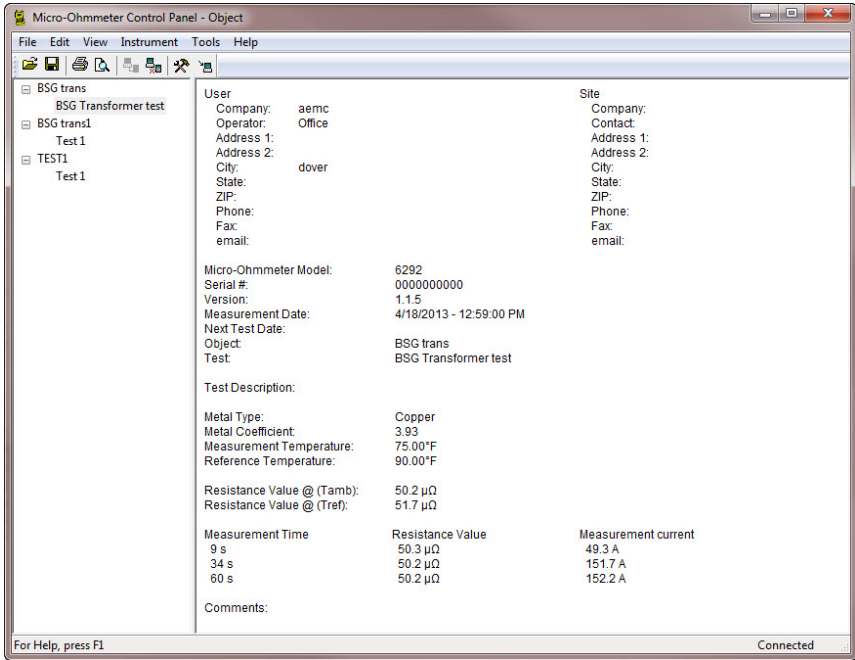 Micro-Ohmmeter Control Panel - Object
File Edit View Instrument Tools Help
BSG trans
BSG Transformer test
BSG trans1
Test 1
TEST1
Test 1
User
Company: aemc
Operator: Office
Address 1:
Address 2:
City: dover
State:
ZIP:
Phone:
Fax:
email:
Site
Company:
Contact:
Address 1:
Address 2:
City:
State:
ZIP:
Phone:
Fax:
email:
Micro-Ohmmeter Model: 6292
Serial #: 0000000000
Version: 1.1.5
Measurement Date: 4/18/2013 - 12:59:00 PM
Next Test Date:
Object: BSG trans
Test: BSG Transformer test
Test Description:
Metal Type: Copper
Metal Coefficient: 3.93
Measurement Temperature: 75.00°F
Reference Temperature: 90.00°F
Resistance Value @ (Tamb): 50.2 µΩ
Resistance Value @ (Tref): 51.7 µΩ
Measurement Time Resistance Value Measurement current
9 s 50.3 µΩ 49.3 A
34 s 50.2 µΩ 151.7 A
60 s 50.2 µΩ 152.2 A
Comments:
For Help, press F1 Connected